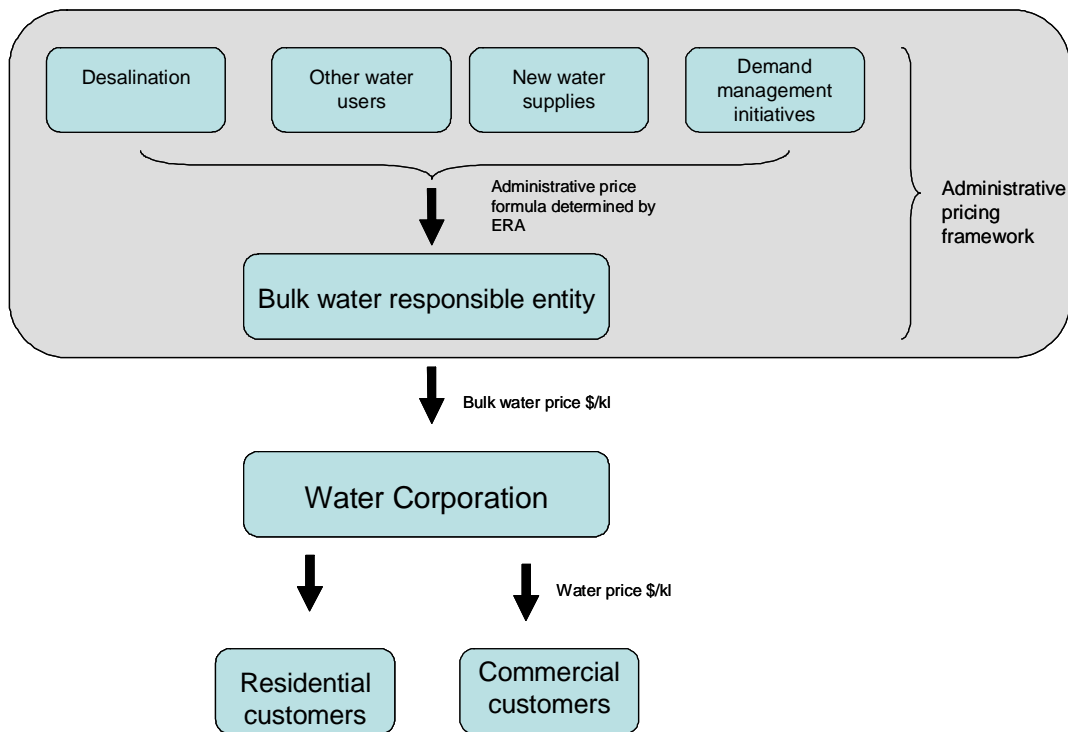 Desalination
Other water
users
New water
supplies
Demand
management
initiatives
Administrative price
formula determined by
ERA
Administrative
pricing
framework
Bulk water responsible entity
Bulk water price $/kl
Water Corporation
Water price $/kl
Residential
customers
Commercial
customers